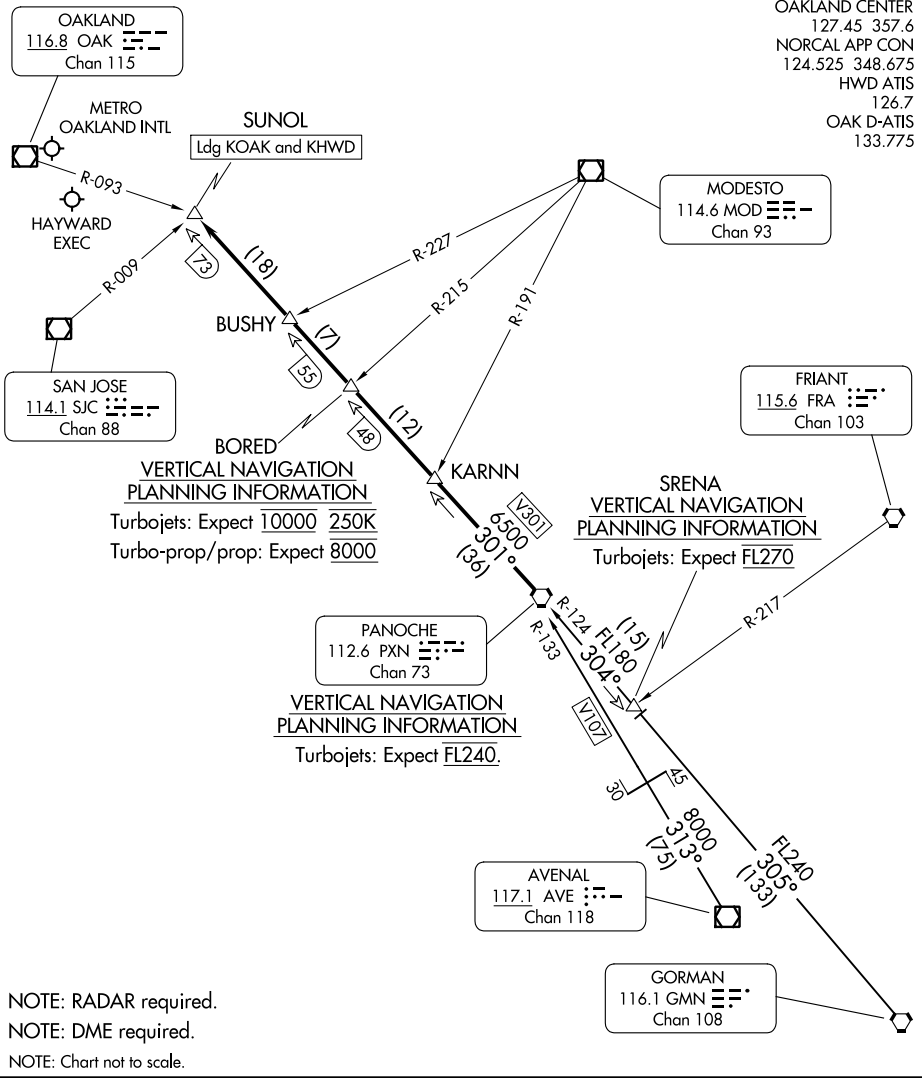 OAKLAND CENTER
127.45 357.6
NORCAL APP CON
124.525 348.675
HWD ATIS
126.7
OAK D-ATIS
133.775
OAKLAND
116.8 OAK
Chan 115
METRO
OAKLAND INTL
SUNOL
Ldg KOAK and KHWD
R-093
HAYWARD
EXEC
MODESTO
114.6 MOD
Chan 93
R-009
73
(18)
R-227
R-215
R-191
BUSHY
(7)
55
SAN JOSE
114.1 SJC
Chan 88
FRIANT
115.6 FRA
Chan 103
(12)
48
BORED
VERTICAL NAVIGATION
PLANNING INFORMATION
Turbojets: Expect 10000 250K
Turbo-prop/prop: Expect 8000
KARNN
V301
6500
301°
(36)
SRENA
VERTICAL NAVIGATION
PLANNING INFORMATION
Turbojets: Expect FL270
R-217
PANOCHE
112.6 PXN
Chan 73
R-124
R-133
(15)
FL180
304°
V107
VERTICAL NAVIGATION
PLANNING INFORMATION
Turbojets: Expect FL240.
30
45
8000
313°
(75)
FL240
305°
(133)
AVENAL
117.1 AVE
Chan 118
GORMAN
116.1 GMN
Chan 108
NOTE: RADAR required.
NOTE: DME required.
NOTE: Chart not to scale.